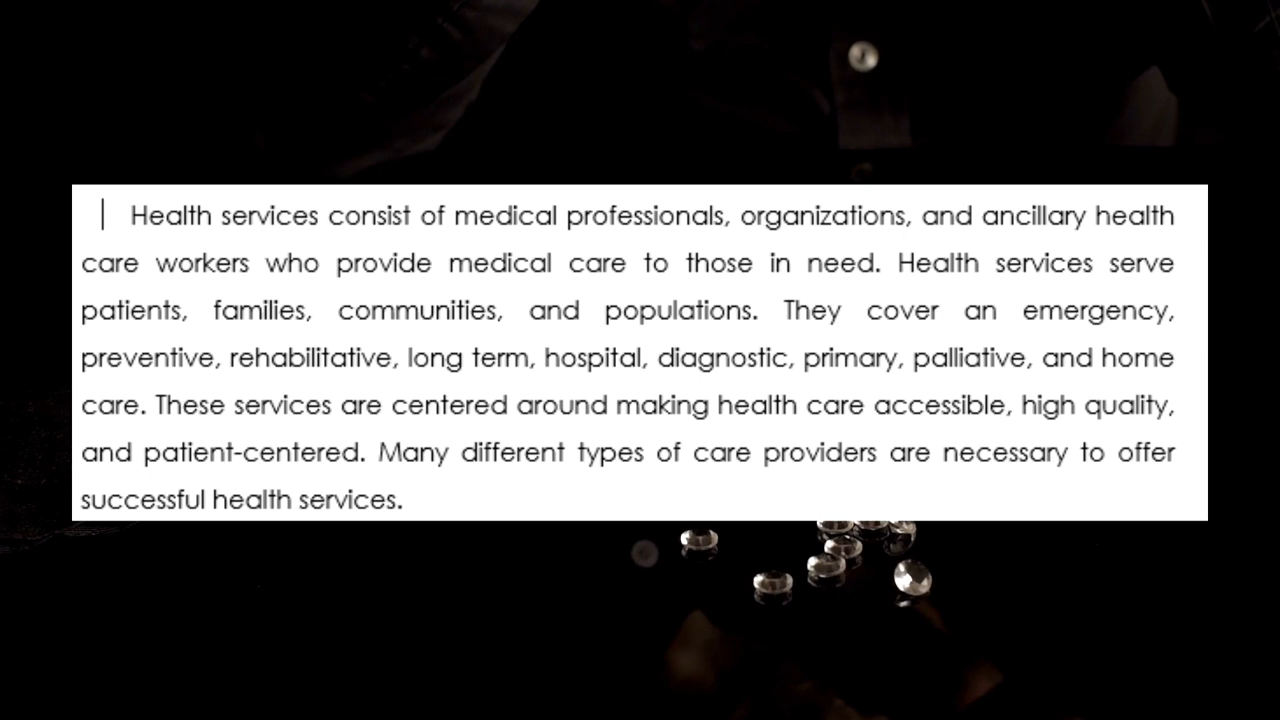 Health services consist of medical professionals, organizations, and ancillary health
care workers who provide medical care to those in need. Health services serve
patients, families, communities, and populations. They cover an emergency,
preventive, rehabilitative, long term, hospital, diagnostic, primary, palliative, and home
care. These services are centered around making health care accessible, high quality,
and patient-centered. Many different types of care providers are necessary to offer
successful health services.